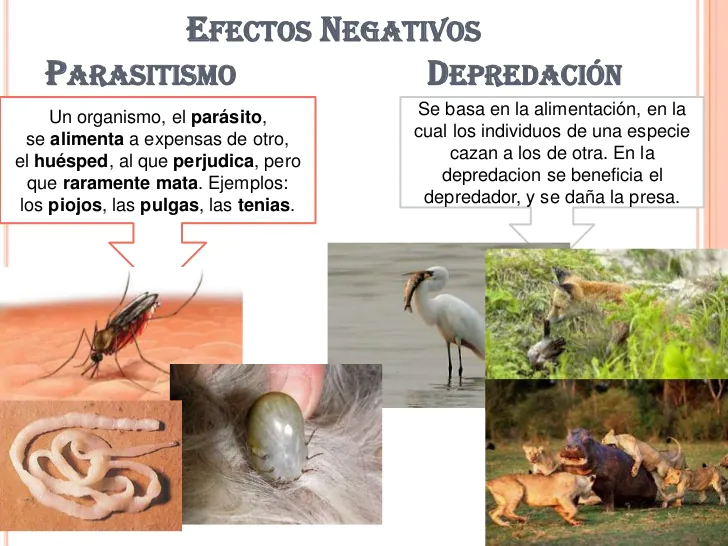 Efectos Negativos
Parasitismo
Depredación
Un organismo, el parásito,
se alimenta a expensas de otro,
el huésped, al que perjudica, pero
que raramente mata. Ejemplos:
los piojos, las pulgas, las tenias.
Se basa en la alimentación, en la
cual los individuos de una especie
cazan a los de otra. En la
depredacion se beneficia el
depredador, y se daña la presa.